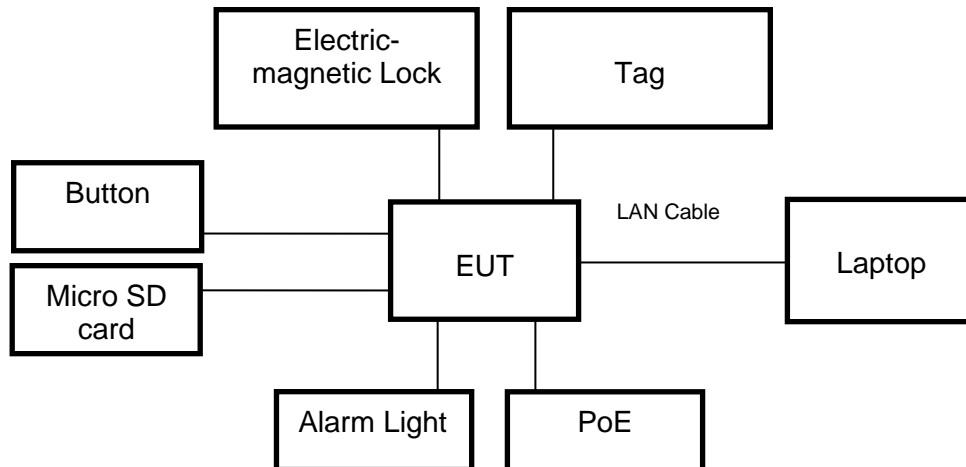 Electric-
magnetic Lock
Tag
Button
LAN Cable
EUT
Laptop
Micro SD
card
Alarm Light
PoE